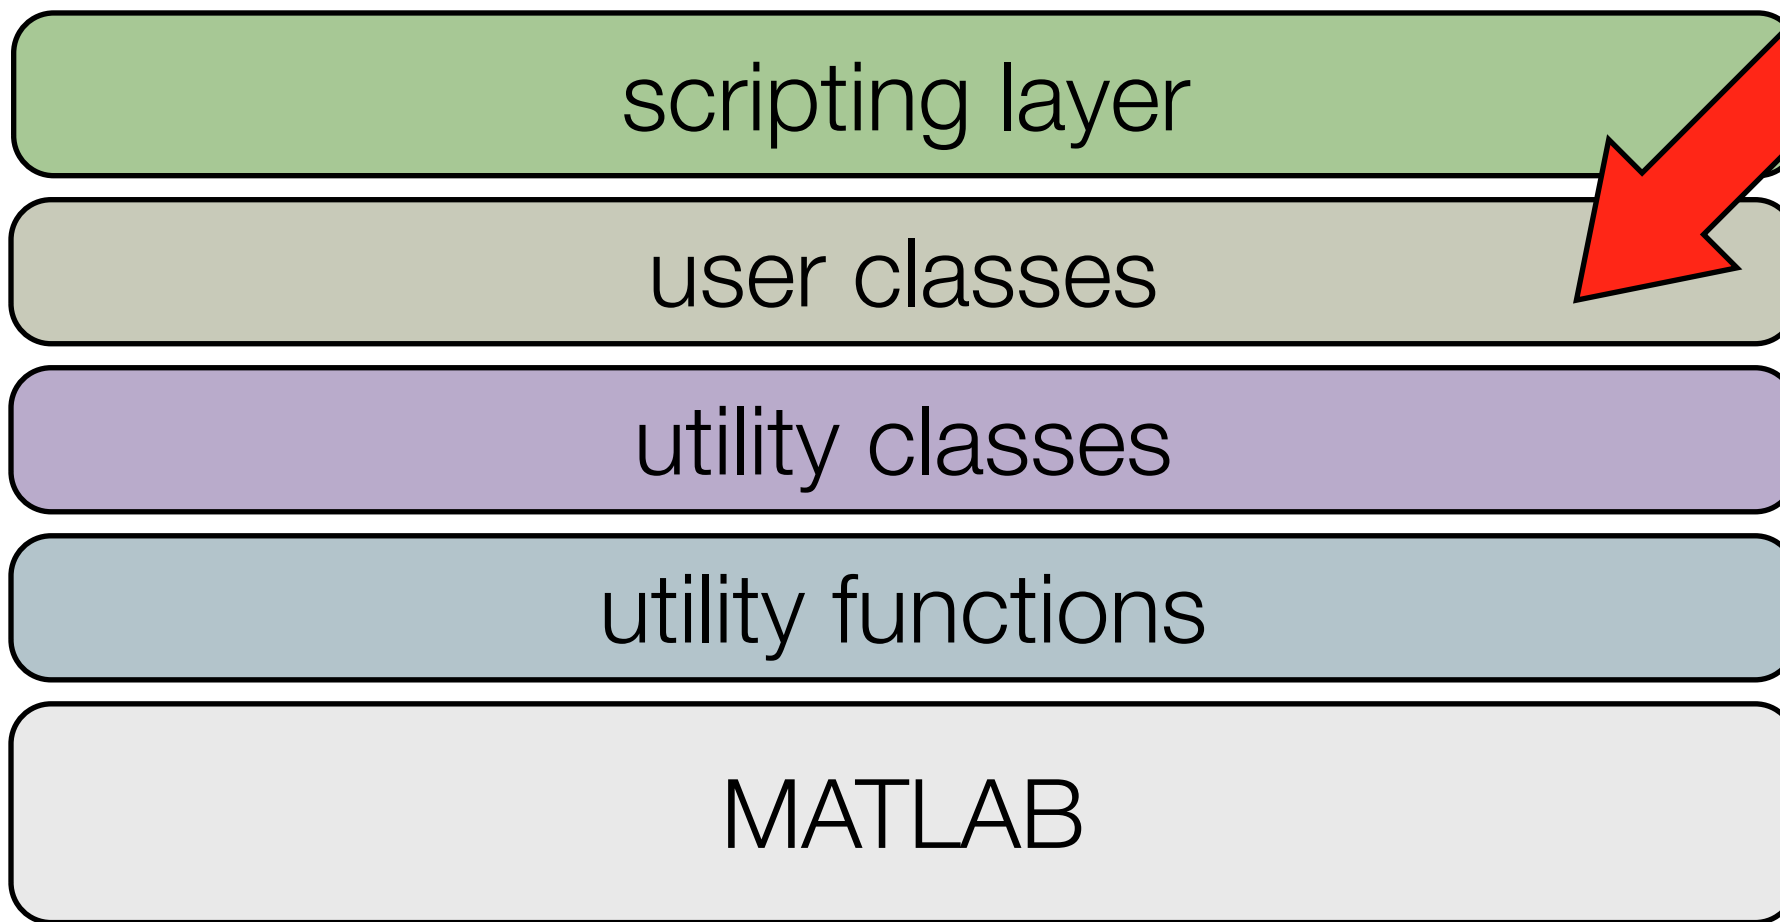 scripting layer
user classes
utility classes
utility functions
MATLAB